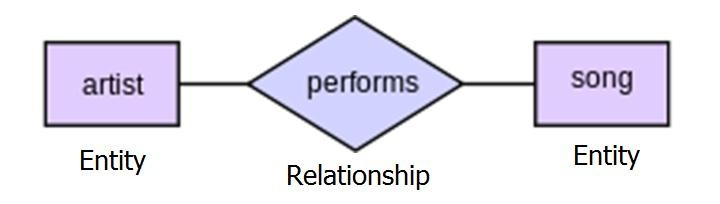 artist
performs
song
Entity
Relationship
Entity